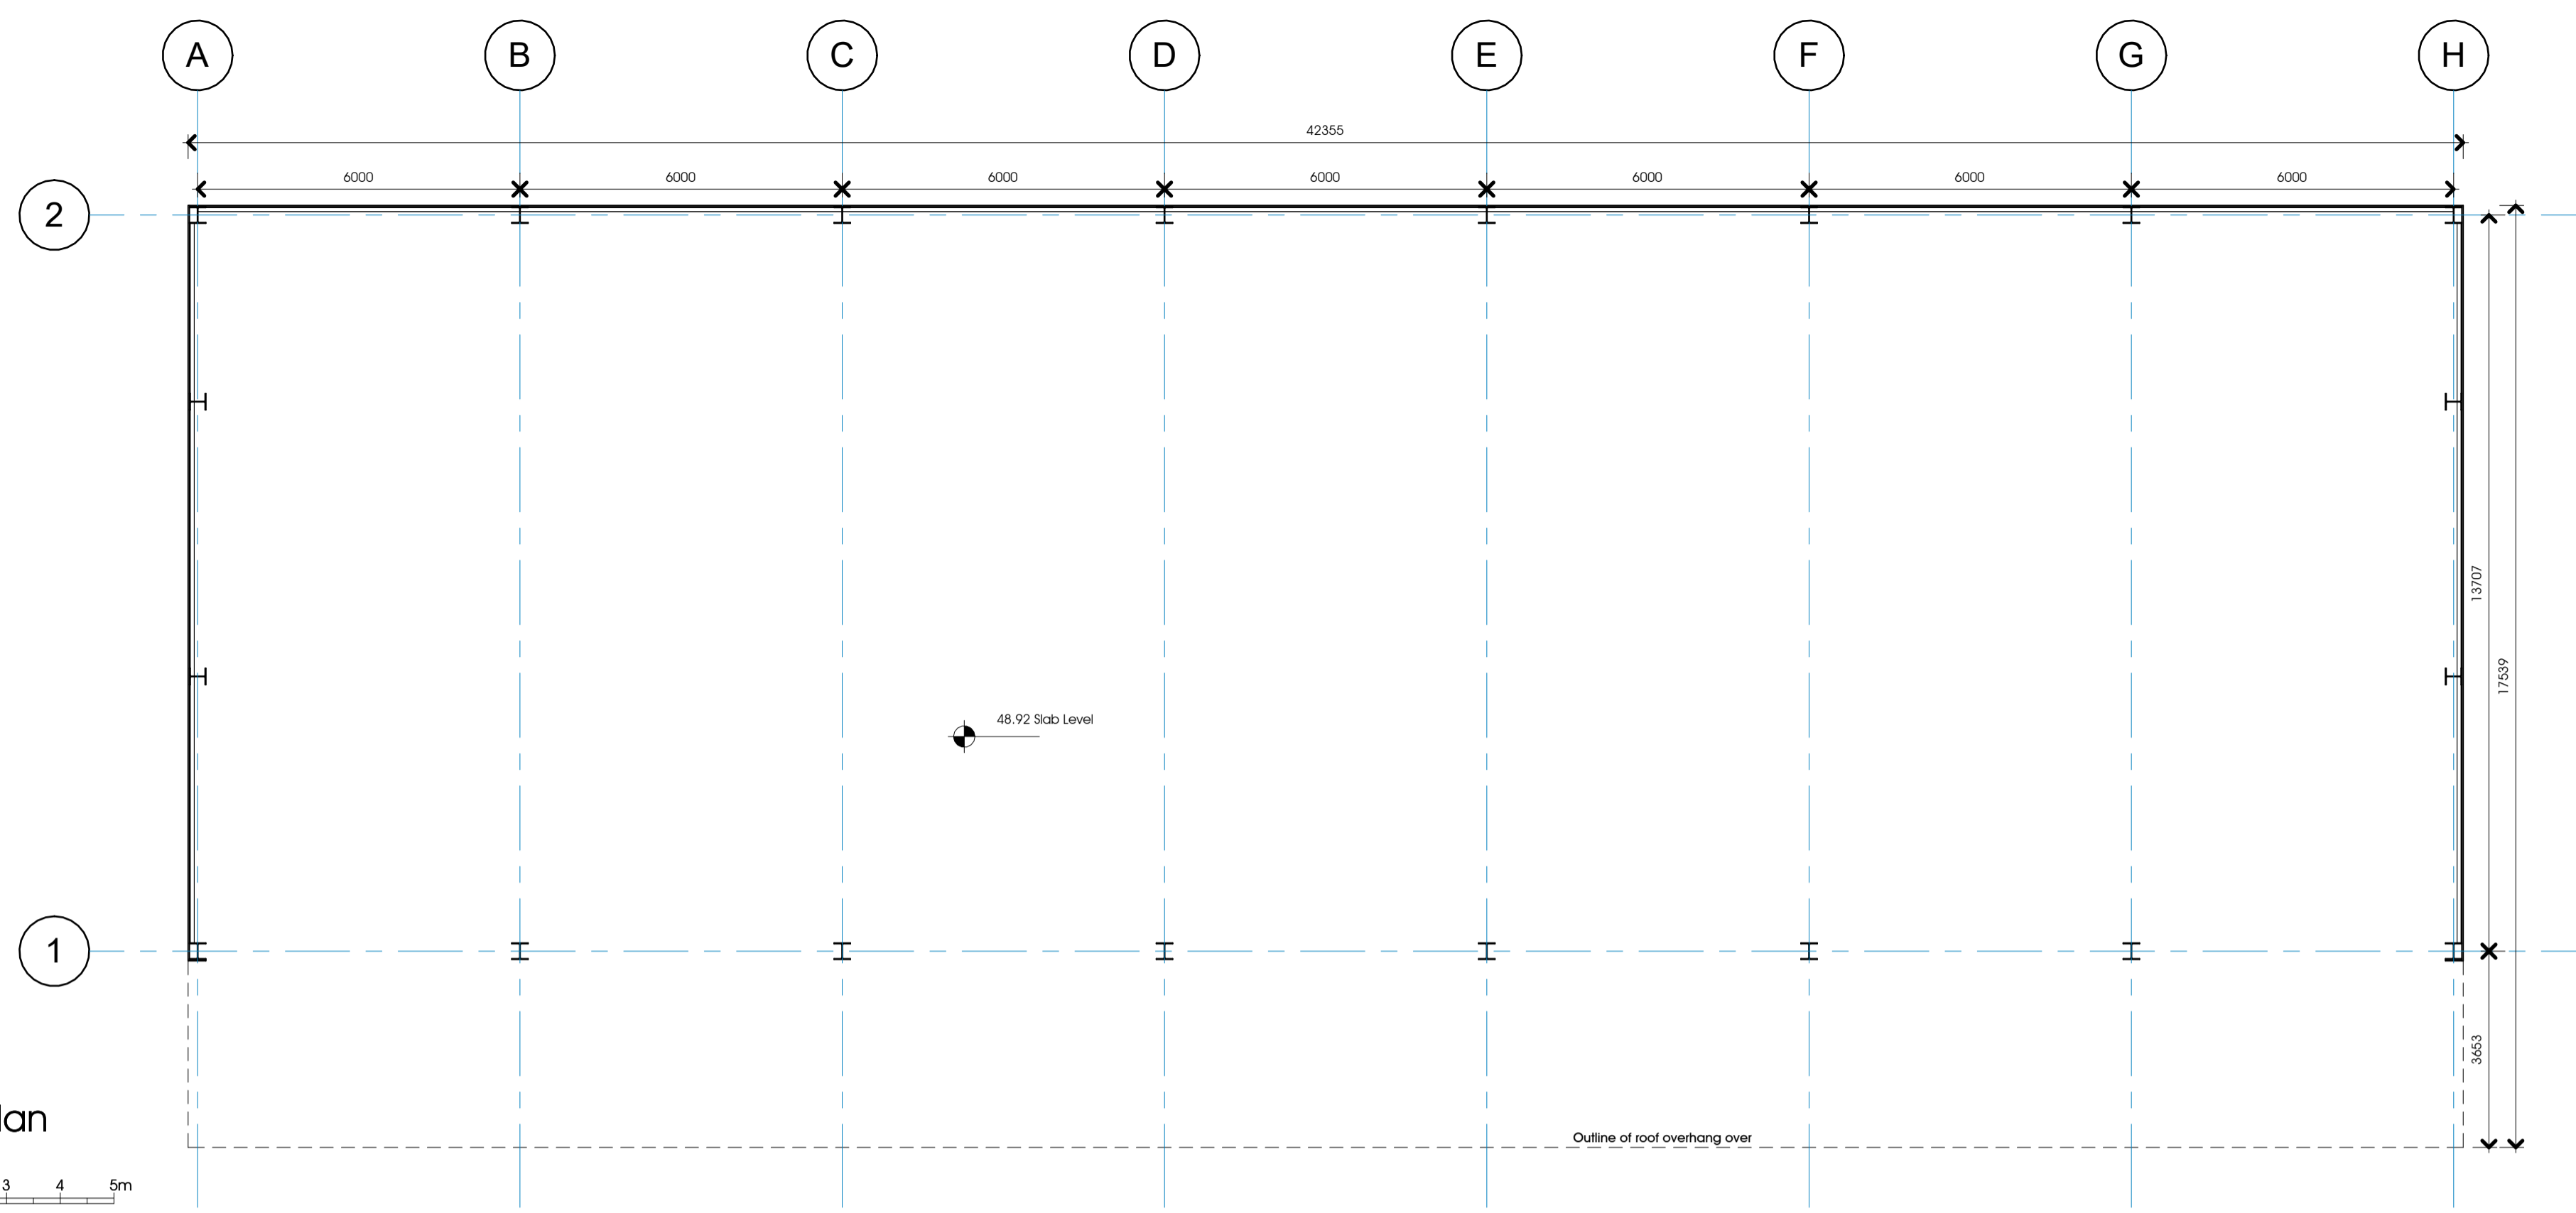 A B C D E F G H
42355
6000 6000 6000 6000 6000 6000 6000
2
13707
17539
48.92 Slab Level
1
3653
lan
Outline of roof overhang over
3 4 5m